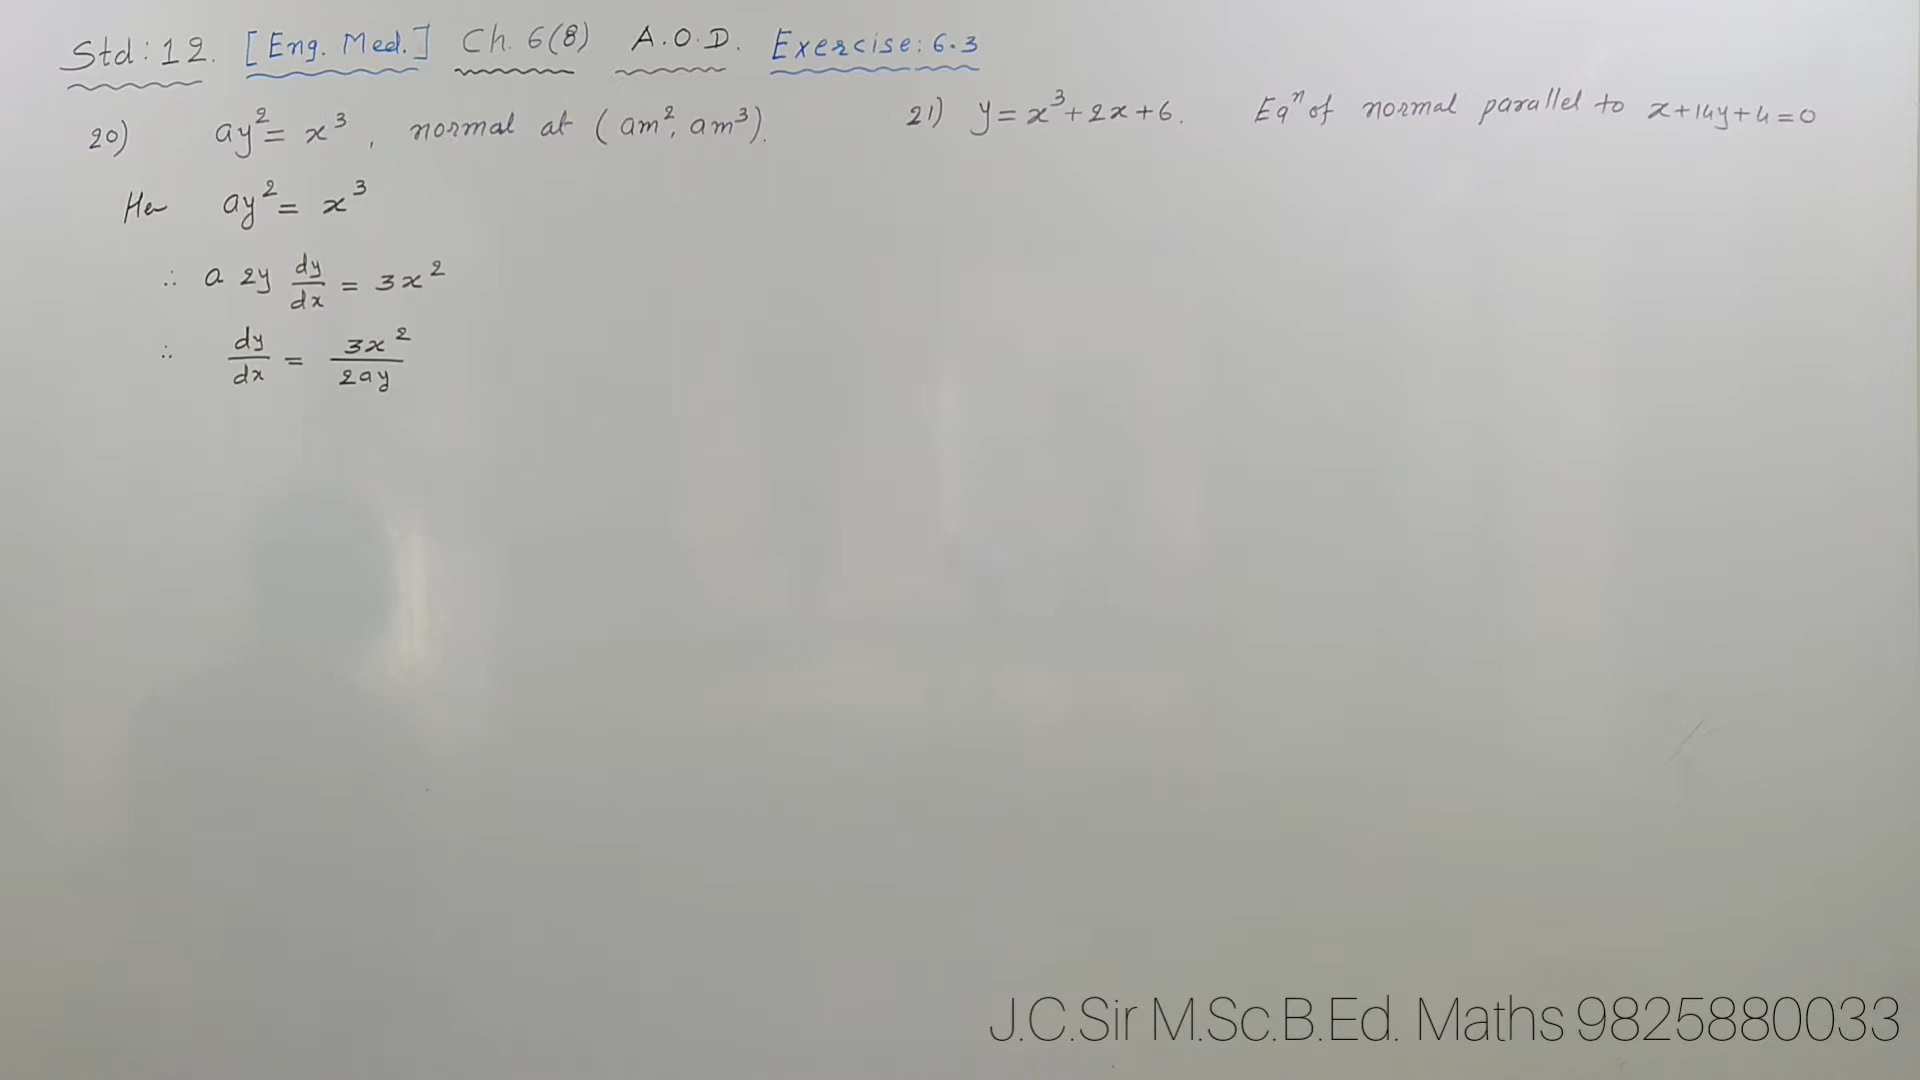 Std: 12. [Eng. Med.] Ch. 6(8) A.O.D. Exercise: 6.3
20) ay² = x³, normal at (am², am³).
Her ay² = x³
∴ a 2y dy/dx = 3x²
∴ dy/dx = 3x²/2ay
21) y = x³ + 2x + 6. Eqⁿ of normal parallel to x+14y+4=0
J.C.Sir M.Sc.B.Ed. Maths 9825880033